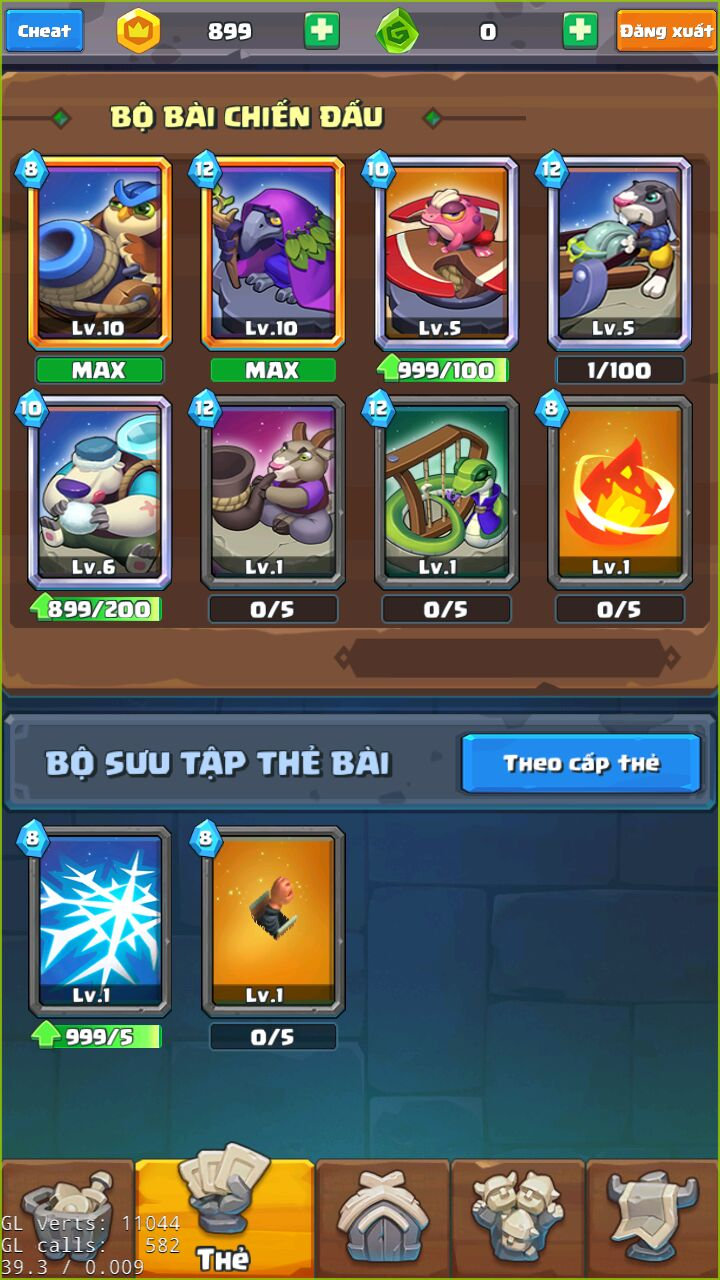 Cheat 899 0 Đăng xuất
BỘ BÀI CHIẾN ĐẤU
8 12 10 12
Lv.10 Lv.10 Lv.5 Lv.5
MAX MAX 999/100 1/100
10 12 12 8
Lv.6 Lv.1 Lv.1 Lv.1
899/200 0/5 0/5 0/5
BỘ SƯU TẬP THẺ BÀI Theo cấp thẻ
8 8
Lv.1 Lv.1
999/5 0/5
GL verts: 11044
GL calls: 582
39.3 / 0.009
Thẻ